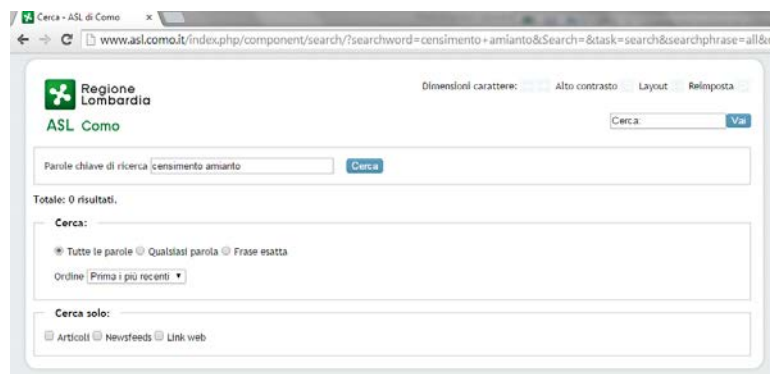 Cerca - ASL di Como
www.asl.como.it/index.php/component/search/?searchword=censimento+amianto&Search=&task=search&searchphrase=all&
Regione
Lombardia
ASL Como
Dimensioni carattere: Alto contrasto Layout Reimposta
Cerca: Vai
Parole chiave di ricerca censimento amianto Cerca
Totale: 0 risultati.
Cerca:
Tutte le parole Qualsiasi parola Frase esatta
Ordine Prima i più recenti
Cerca solo:
Articoli Newsfeeds Link web